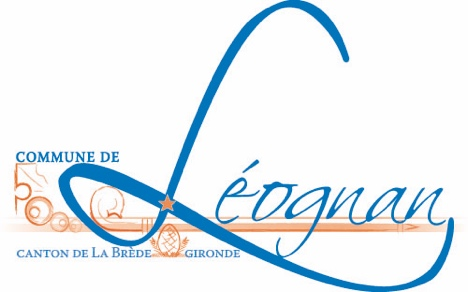 COMMUNE DE
Léognan
CANTON DE LA BRÈDE GIRONDE